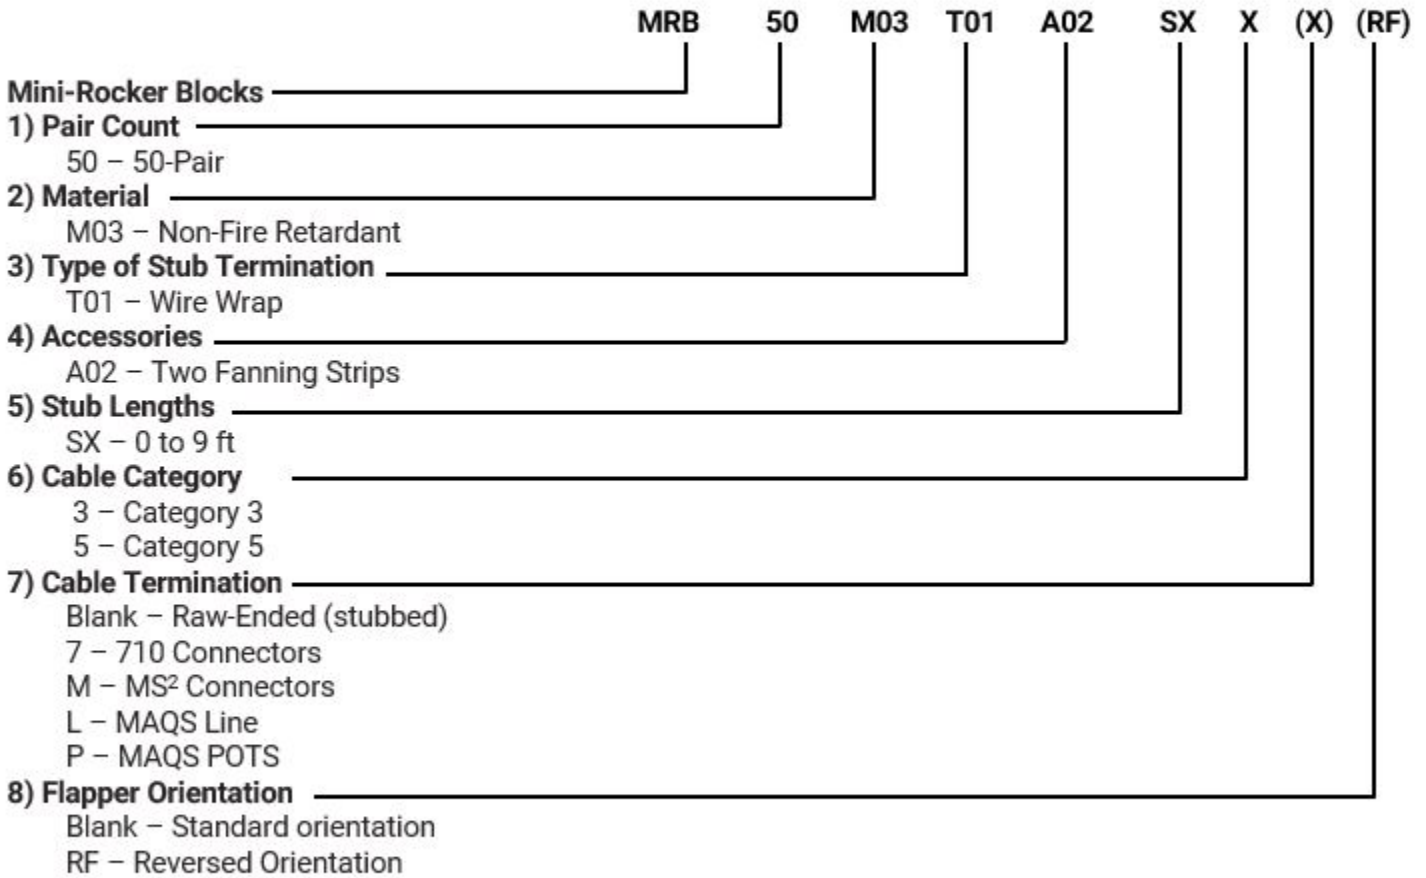 MRB 50 M03 T01 A02 SX X (X) (RF)
Mini-Rocker Blocks
1) Pair Count
50 – 50-Pair
2) Material
M03 – Non-Fire Retardant
3) Type of Stub Termination
T01 – Wire Wrap
4) Accessories
A02 – Two Fanning Strips
5) Stub Lengths
SX – 0 to 9 ft
6) Cable Category
3 – Category 3
5 – Category 5
7) Cable Termination
Blank – Raw-Ended (stubbed)
7 – 710 Connectors
M – MS² Connectors
L – MAQS Line
P – MAQS POTS
8) Flapper Orientation
Blank – Standard orientation
RF – Reversed Orientation